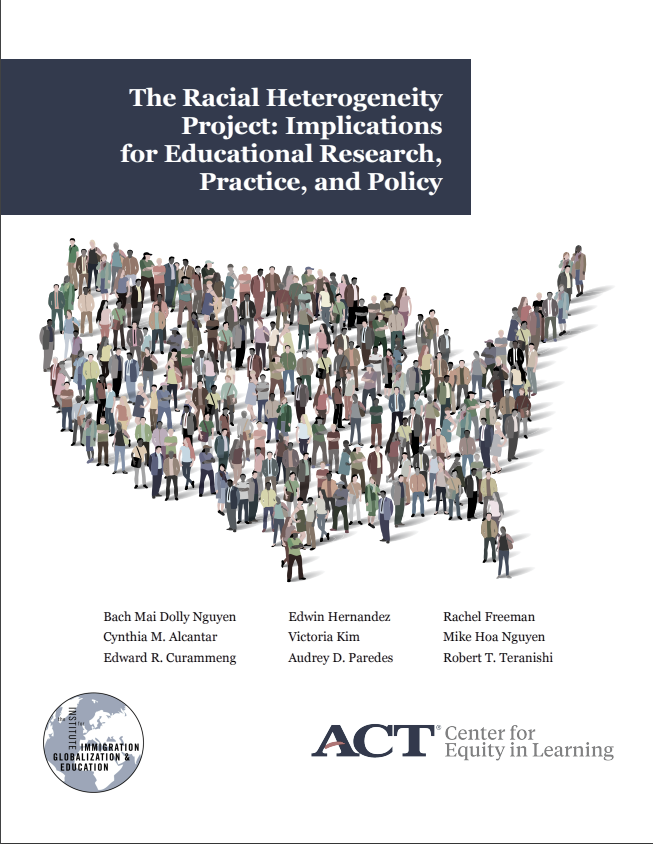 The Racial Heterogeneity
Project: Implications
for Educational Research,
Practice, and Policy
Bach Mai Dolly Nguyen
Cynthia M. Alcantar
Edward R. Curammeng
Edwin Hernandez
Victoria Kim
Audrey D. Paredes
Rachel Freeman
Mike Hoa Nguyen
Robert T. Teranishi
the
INSTITUTE
for
IMMIGRATION
GLOBALIZATION &
EDUCATION
ACT®
Center for
Equity in Learning